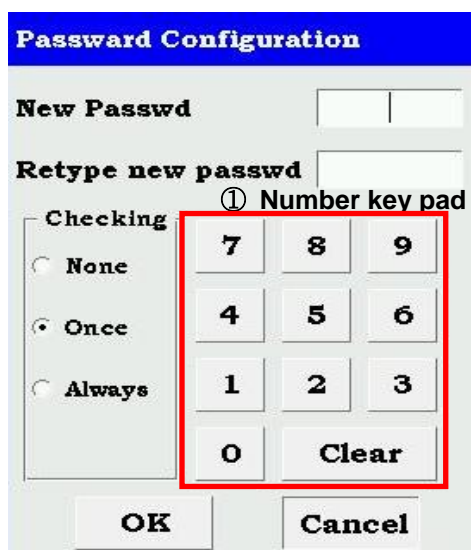 Passward Configuration
New Passwd
Retype new passwd
① Number key pad
Checking
None
Once
Always
7 8 9
4 5 6
1 2 3
0 Clear
OK Cancel